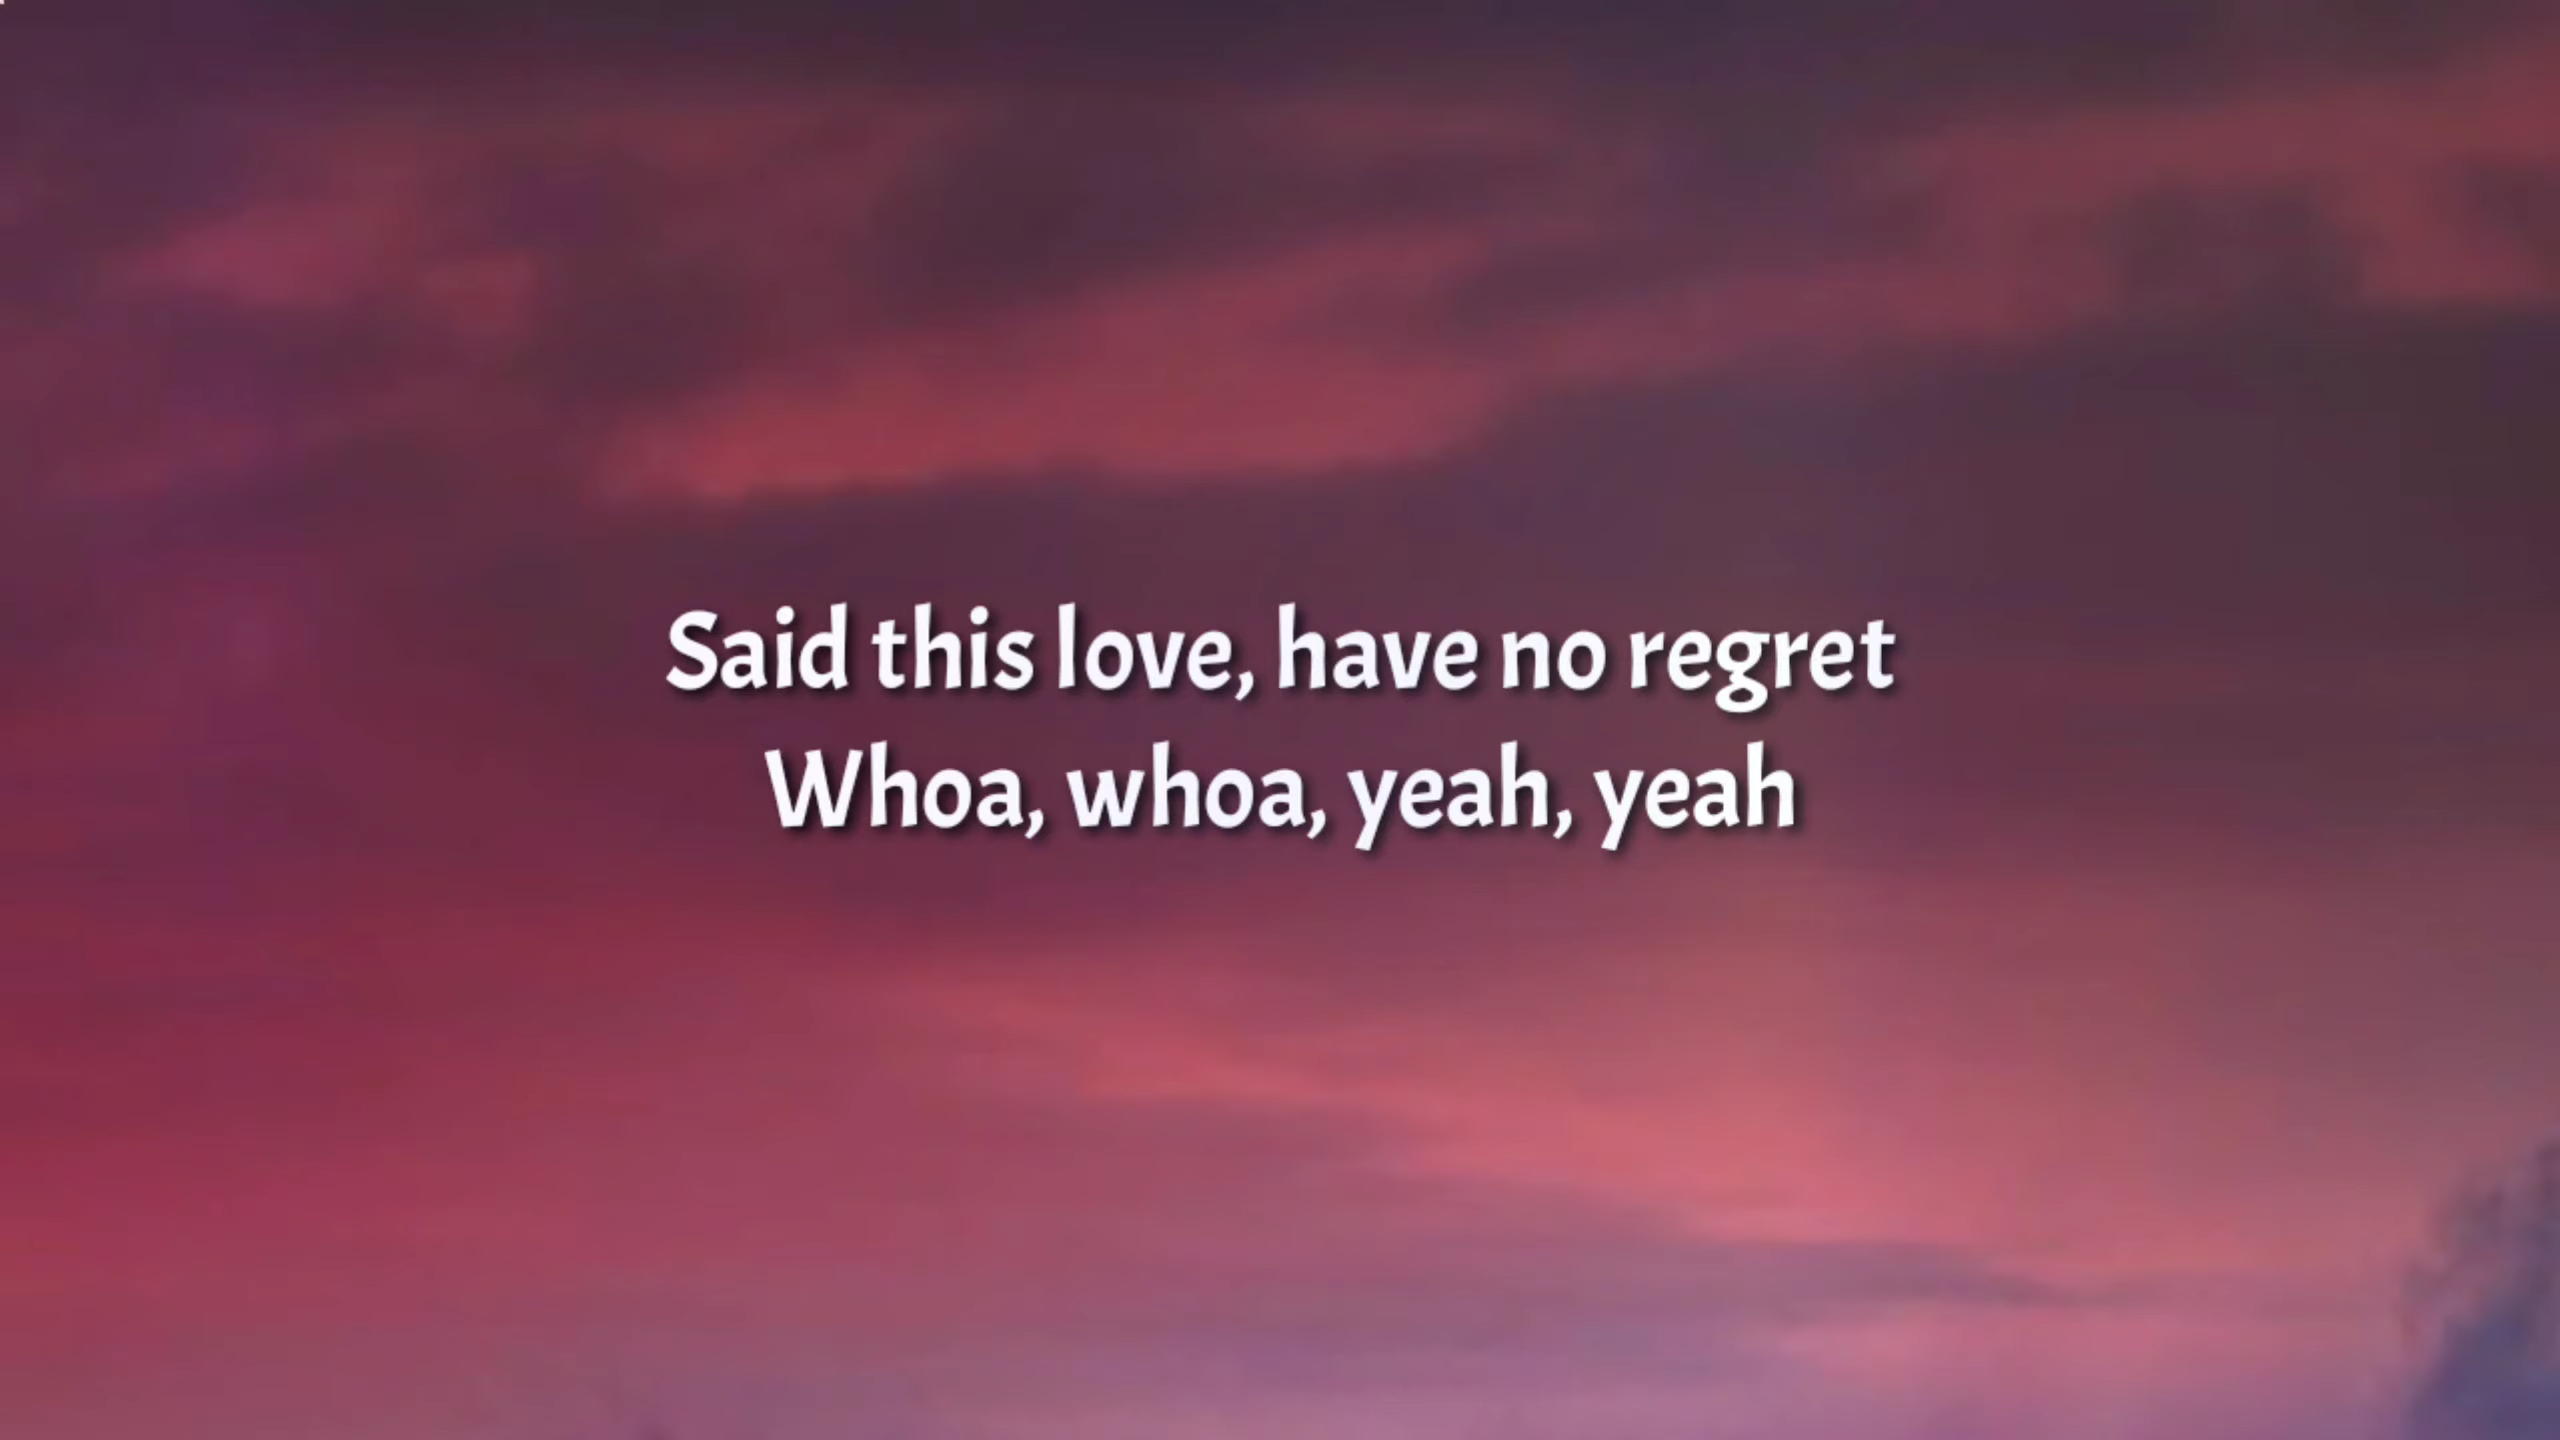 Said this love, have no regret
Whoa, whoa, yeah, yeah